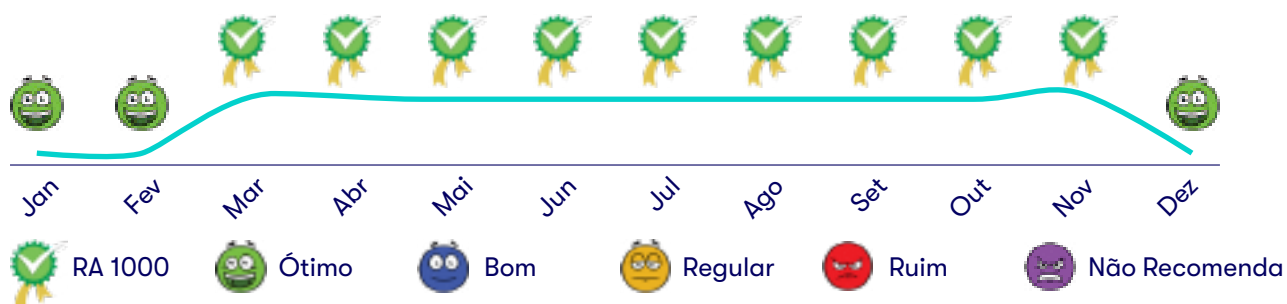 Jan Fev Mar Abr Mai Jun Jul Ago Set Out Nov Dez
RA 1000 Ótimo Bom Regular Ruim Não Recomenda